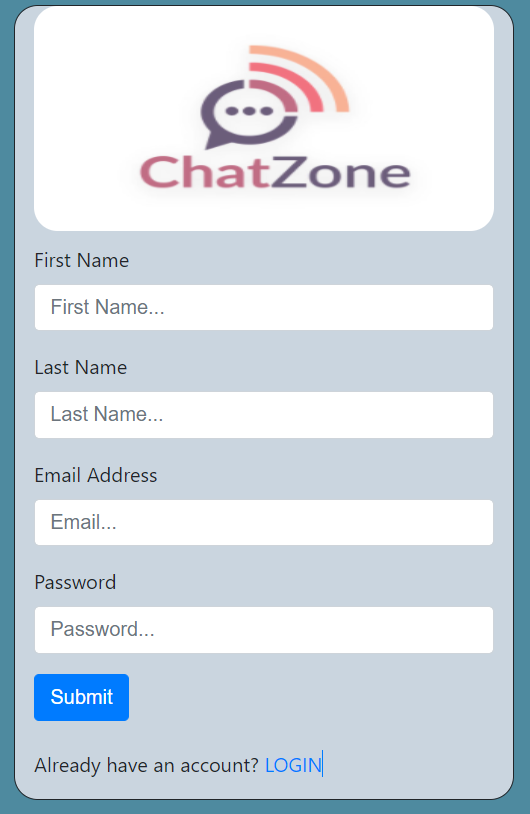 ChatZone
First Name
First Name...
Last Name
Last Name...
Email Address
Email...
Password
Password...
Submit
Already have an account? LOGIN